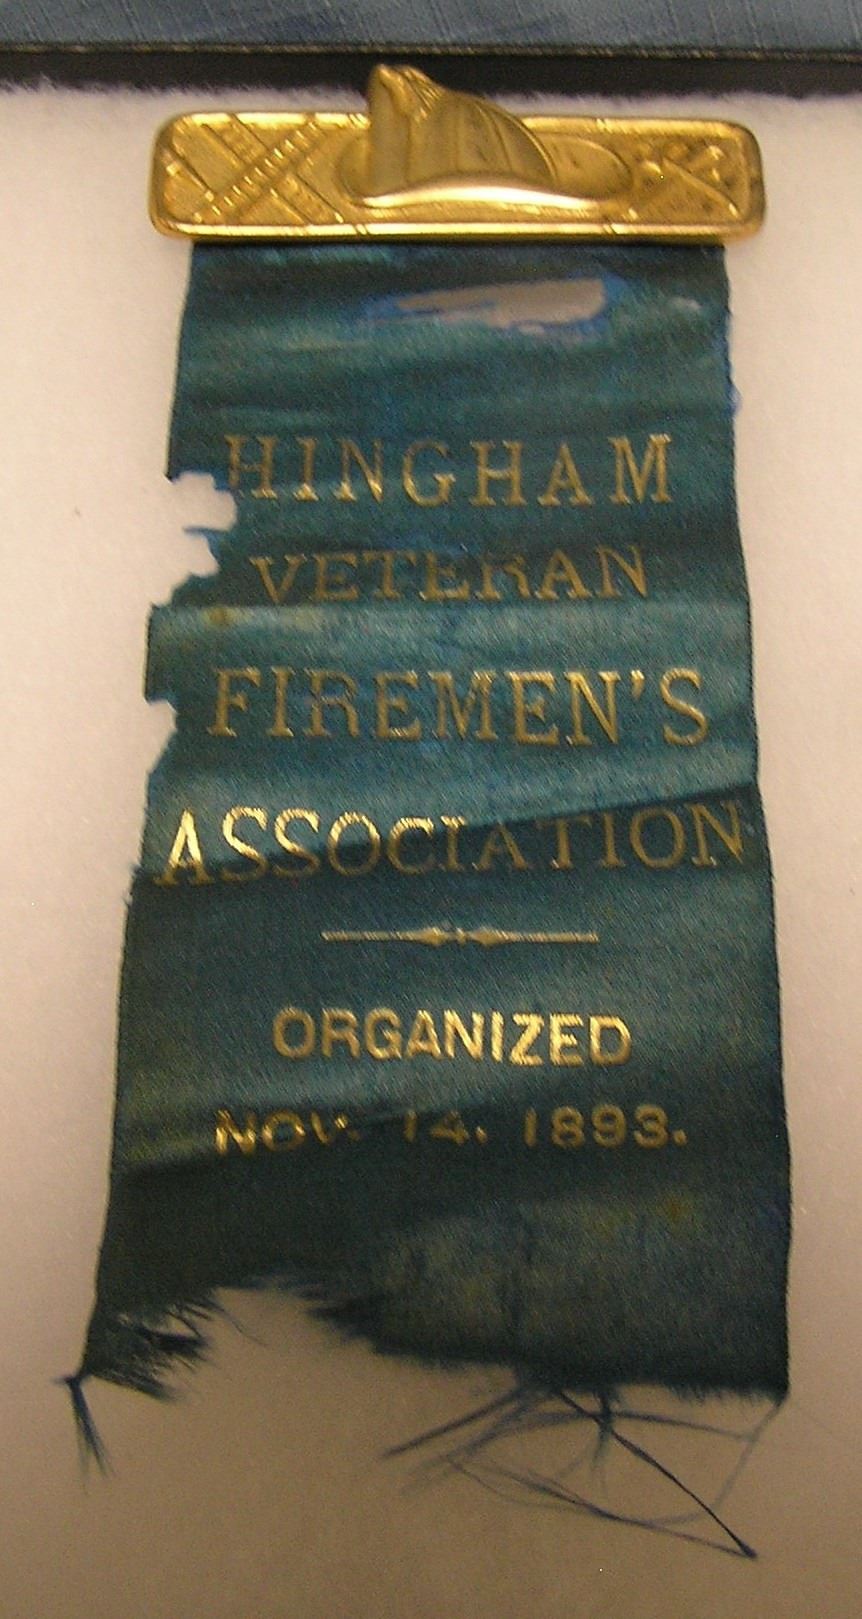 HINGHAM
VETERAN
FIREMEN'S
ASSOCIATION
ORGANIZED
NOV. 14. 1893.